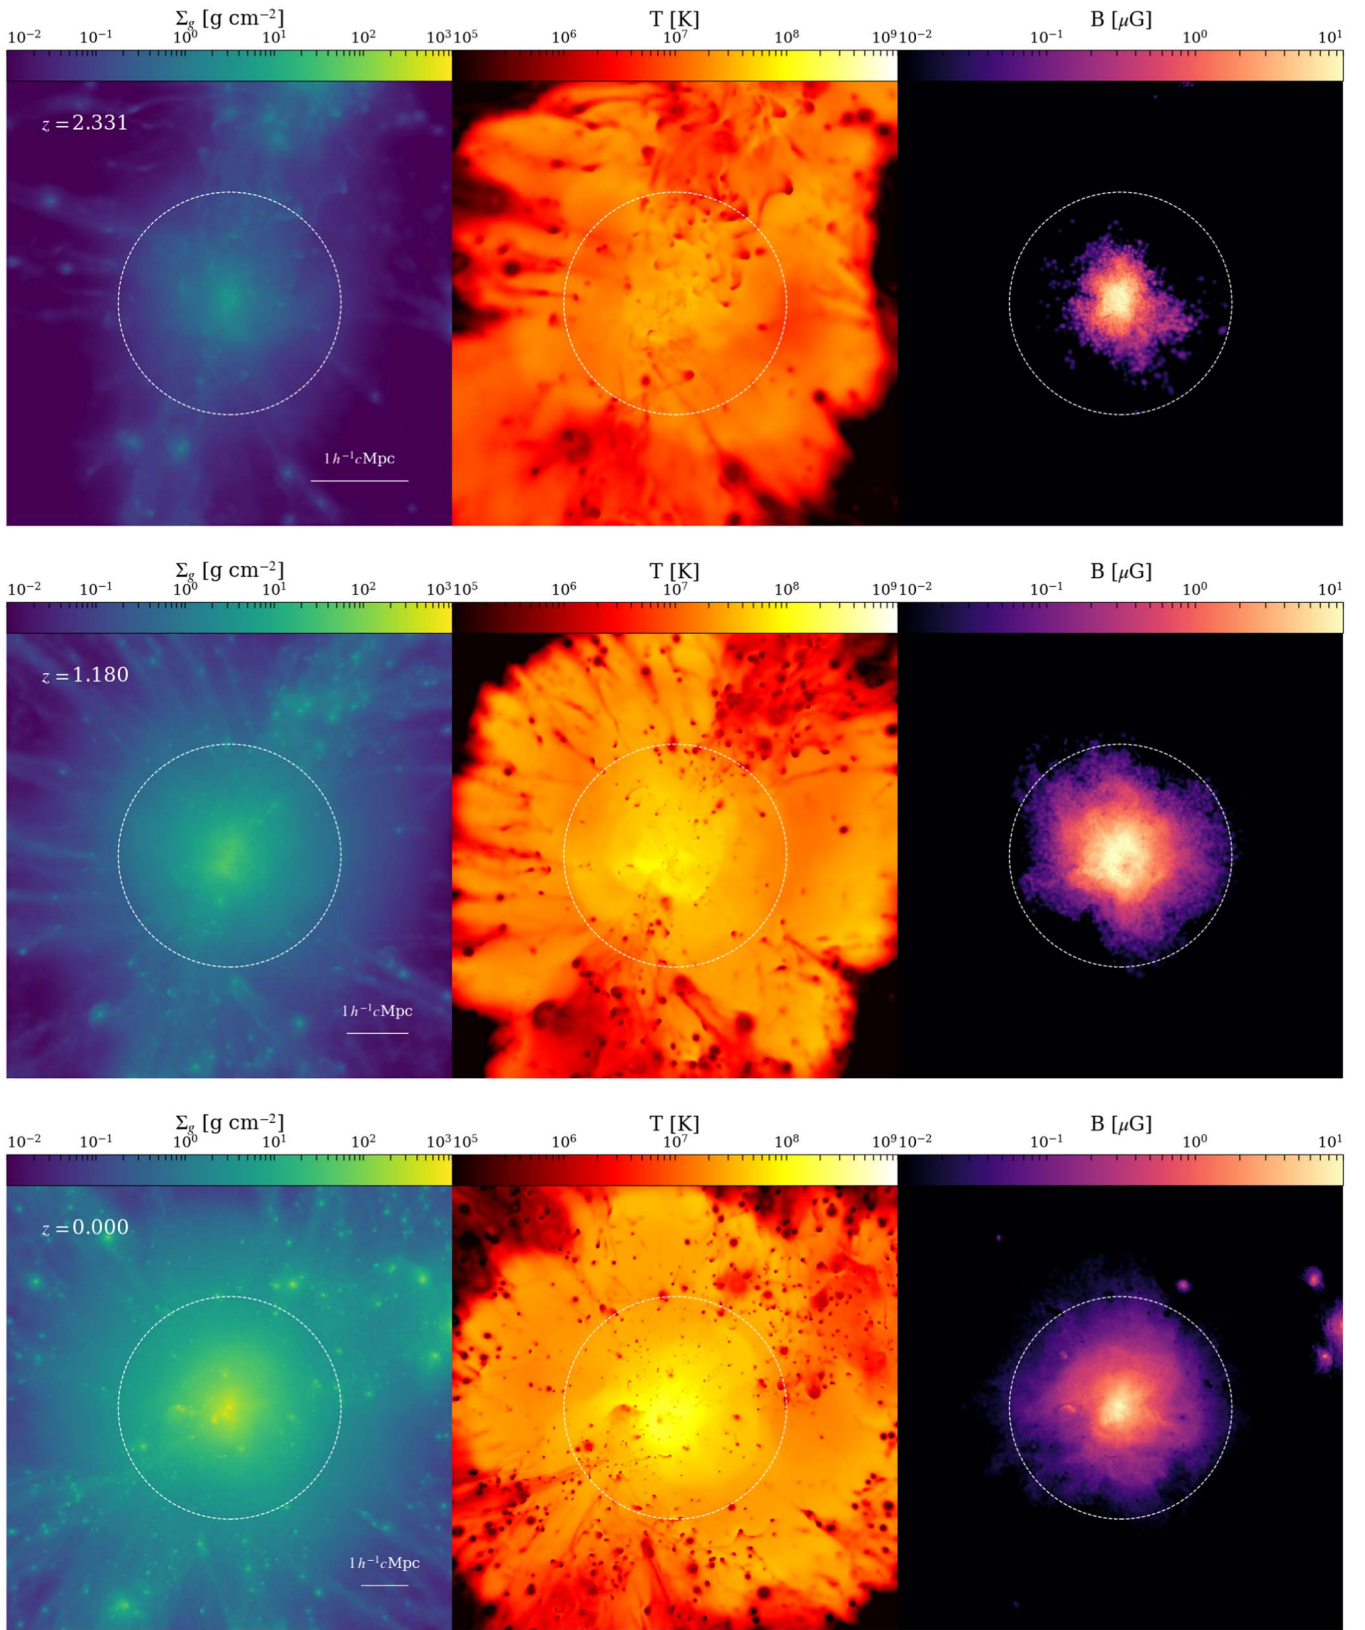 Σg [g cm⁻²] T [K] B [μG]
10⁻² 10⁻¹ 10⁰ 10¹ 10² 10³ 10⁵ 10⁶ 10⁷ 10⁸ 10⁹ 10⁻² 10⁻¹ 10⁰ 10¹
z = 2.331
1 h⁻¹cMpc
Σg [g cm⁻²] T [K] B [μG]
10⁻² 10⁻¹ 10⁰ 10¹ 10² 10³ 10⁵ 10⁶ 10⁷ 10⁸ 10⁹ 10⁻² 10⁻¹ 10⁰ 10¹
z = 1.180
1 h⁻¹cMpc
Σg [g cm⁻²] T [K] B [μG]
10⁻² 10⁻¹ 10⁰ 10¹ 10² 10³ 10⁵ 10⁶ 10⁷ 10⁸ 10⁹ 10⁻² 10⁻¹ 10⁰ 10¹
z = 0.000
1 h⁻¹cMpc